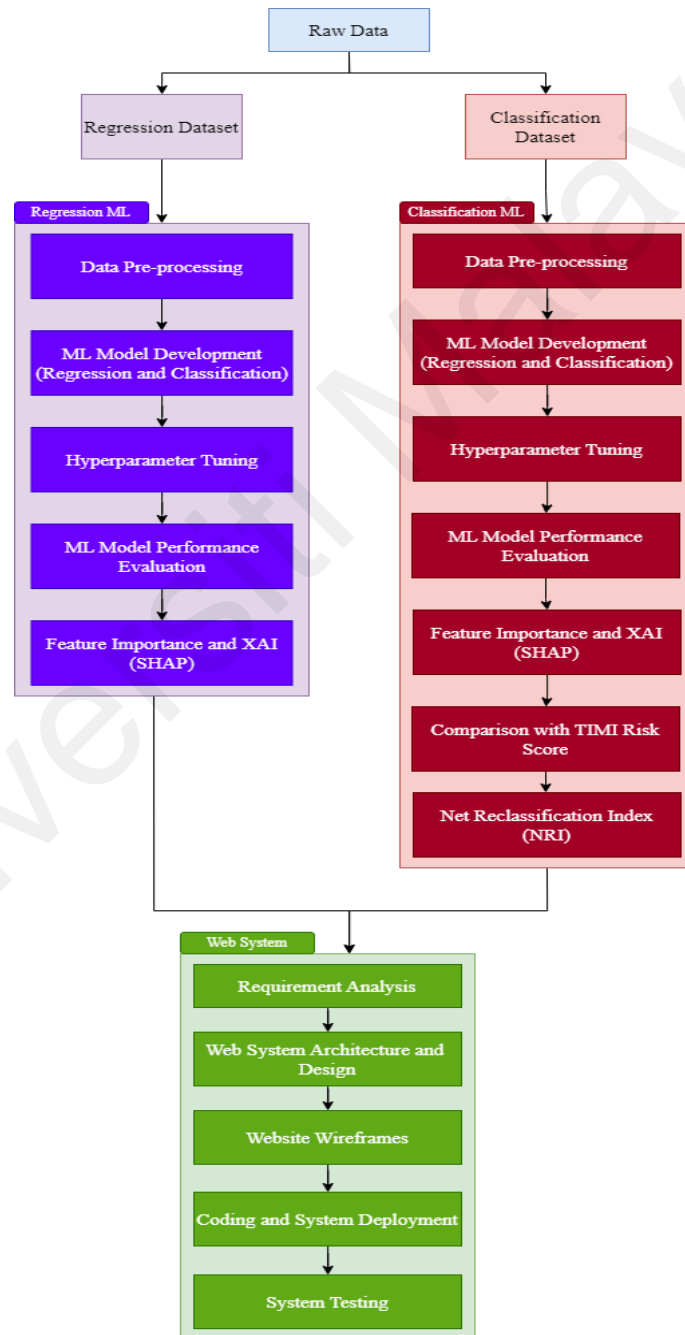 Raw Data
Regression Dataset
Classification
Dataset
Regression ML
Data Pre-processing
ML Model Development
(Regression and Classification)
Hyperparameter Tuning
ML Model Performance
Evaluation
Feature Importance and XAI
(SHAP)
Classification ML
Data Pre-processing
ML Model Development
(Regression and Classification)
Hyperparameter Tuning
ML Model Performance
Evaluation
Feature Importance and XAI
(SHAP)
Comparison with TIMI Risk
Score
Net Reclassification Index
(NRI)
Web System
Requirement Analysis
Web System Architecture and
Design
Website Wireframes
Coding and System Deployment
System Testing